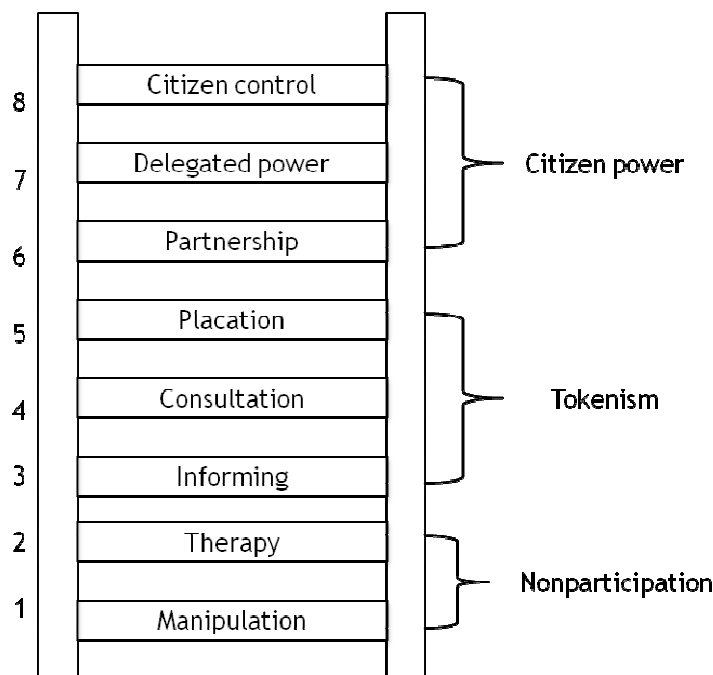 Citizen control
8
Delegated power
7
Citizen power
Partnership
6
Placation
5
Consultation
4
Tokenism
Informing
3
Therapy
2
Nonparticipation
Manipulation
1